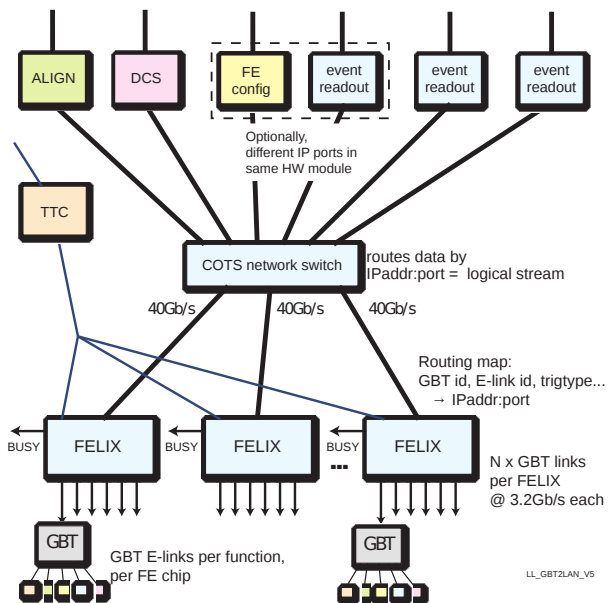 ALIGN
DCS
FE
config
event
readout
event
readout
event
readout
Optionally,
different IP ports in
same HW module
TTC
COTS network switch
routes data by
IPaddr:port = logical stream
40Gb/s
40Gb/s
40Gb/s
Routing map:
GBT id, E-link id, trigtype...
→ IPaddr:port
BUSY
FELIX
BUSY
FELIX
BUSY
FELIX
...
N x GBT links
per FELIX
@ 3.2Gb/s each
GBT
GBT
GBT E-links per function,
per FE chip
LL_GBT2LAN_V5